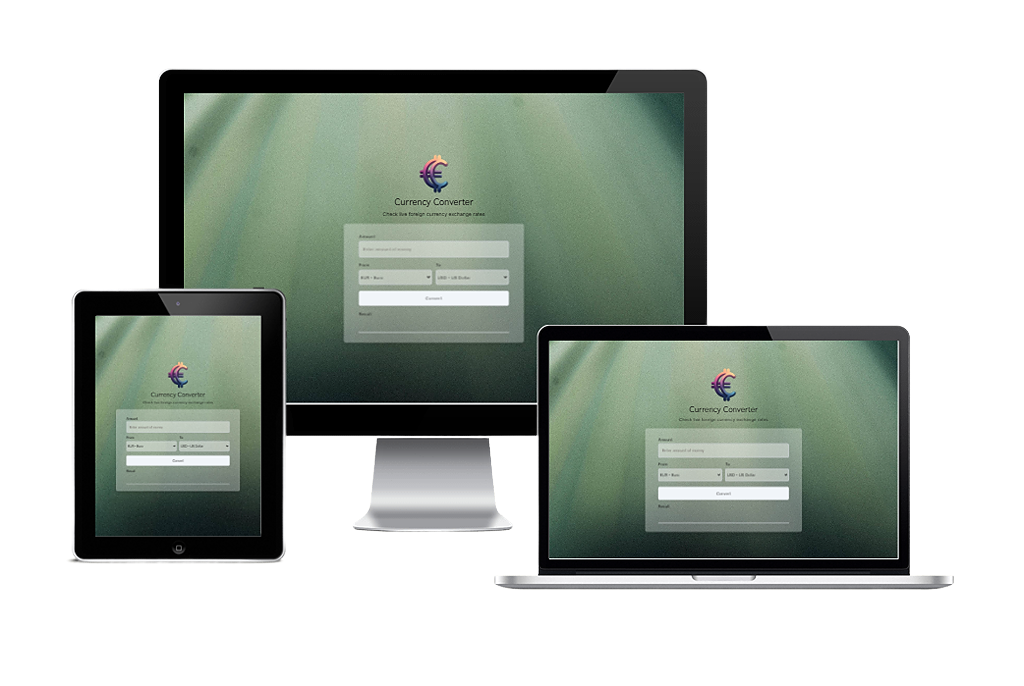 Currency Converter
Check live foreign currency exchange rates
Amount
Enter amount of money
From To
EUR - Euro USD - US Dollar
Convert
Result
Currency Converter
Check live foreign currency exchange rates
Amount
Enter amount of money
From To
EUR - Euro USD - US Dollar
Convert
Result
Currency Converter
Check live foreign currency exchange rates
Amount
Enter amount of money
From To
EUR - Euro USD - US Dollar
Convert
Result